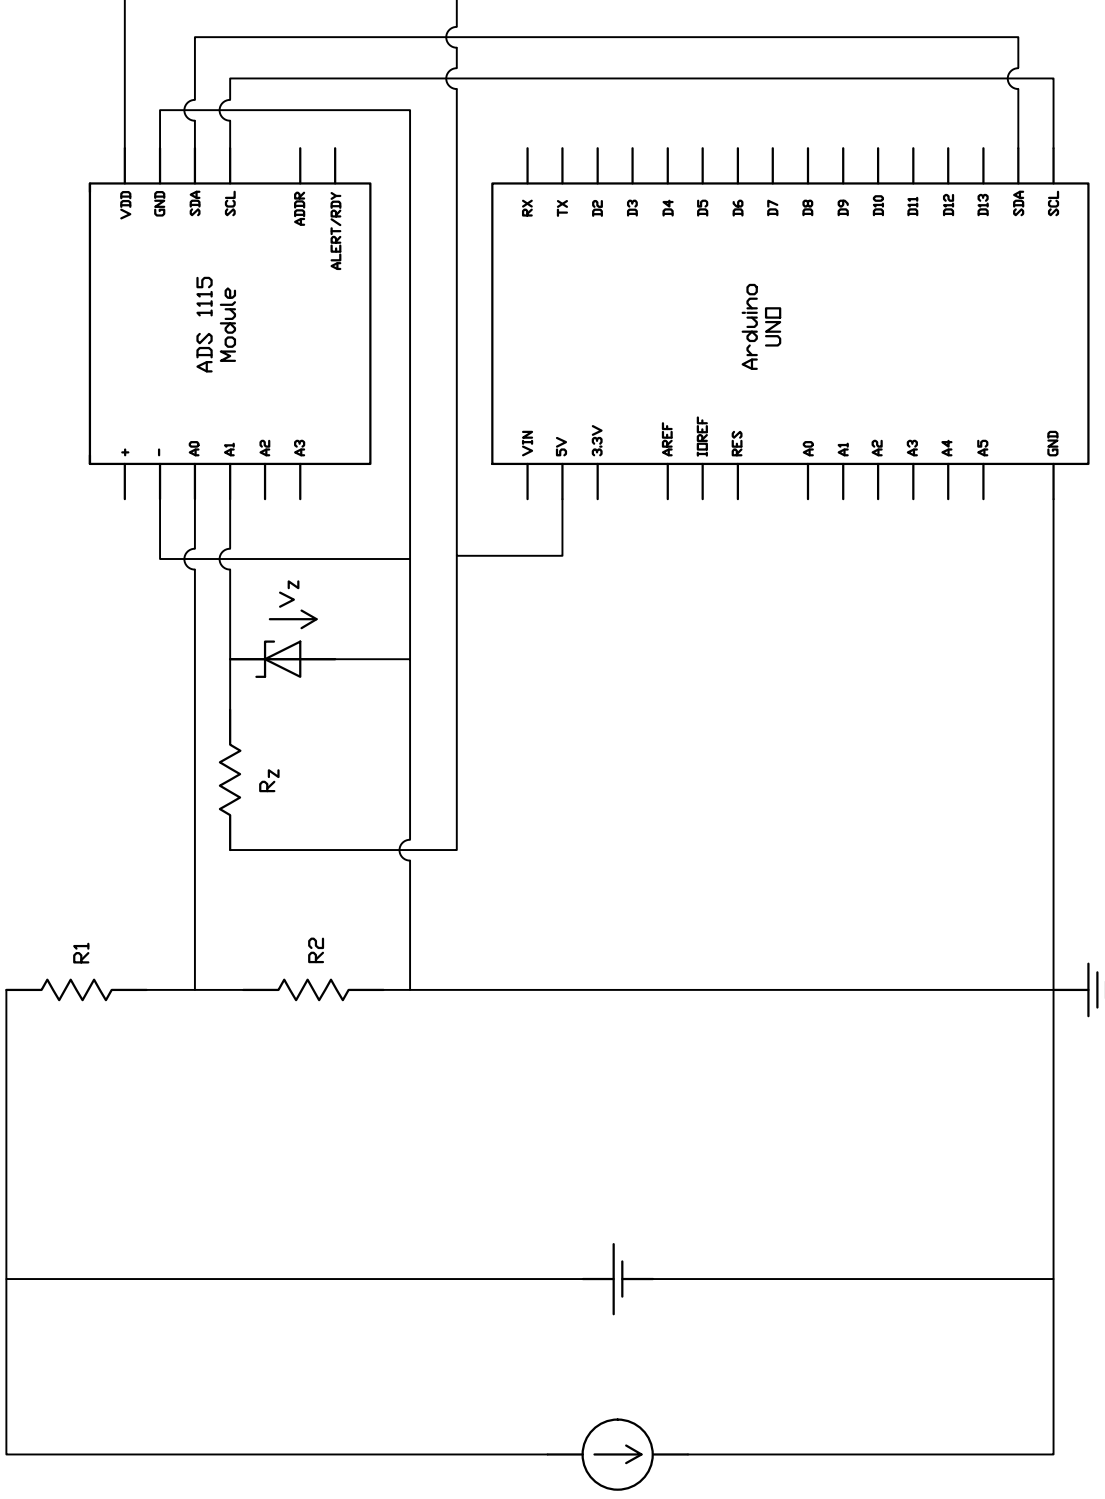 R1
R2
Rz
Vz
ADS 1115
Module
VDD
GND
SDA
SCL
ADDR
ALERT/RDY
+
-
A0
A1
A2
A3
Arduino
UNO
RX
TX
D2
D3
D4
D5
D6
D7
D8
D9
D10
D11
D12
D13
SDA
SCL
VIN
5V
3.3V
AREF
IOREF
RES
A0
A1
A2
A3
A4
A5
GND